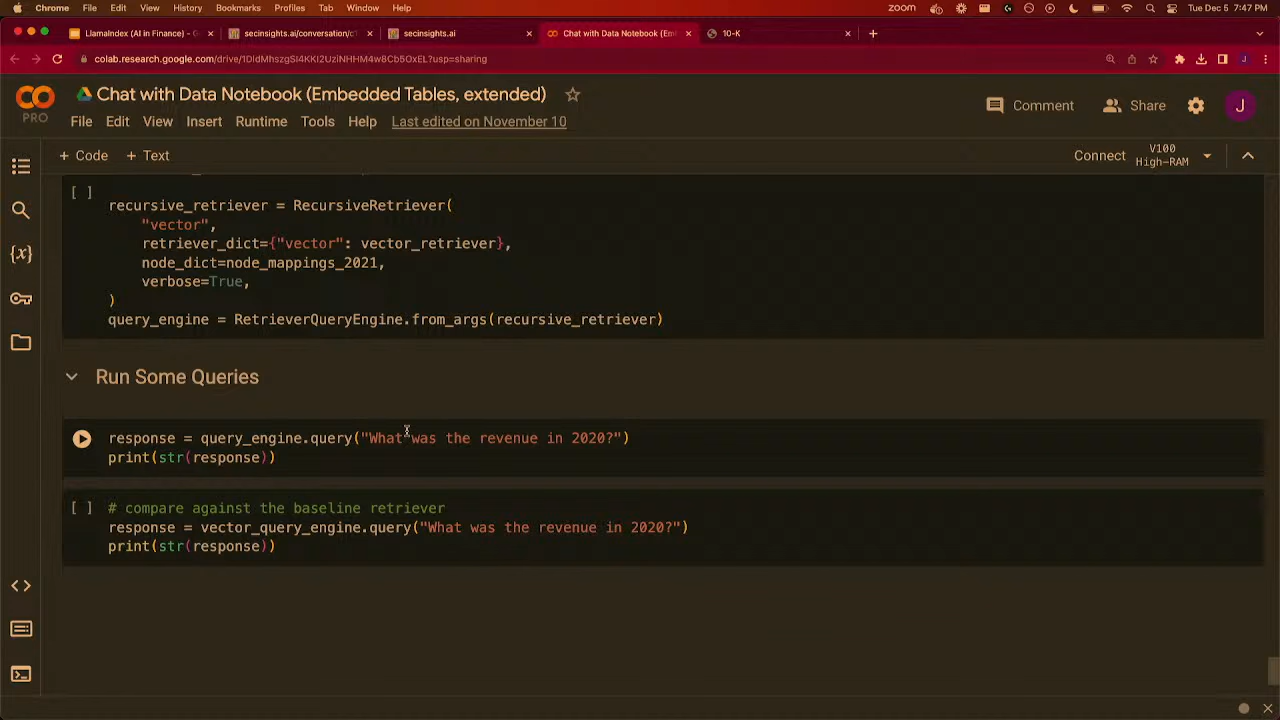 Chrome File Edit View History Bookmarks Profiles Tab Window Help zoom Tue Dec 5 7:47 PM
LlamaIndex (AI in Finance) - G secinsights.ai/conversation/c secinsights.ai Chat with Data Notebook (Em 10-K
colab.research.google.com/drive/1DldMhszgSl4KKI2UziNHHM4w8Cb5OxEL?usp=sharing
Chat with Data Notebook (Embedded Tables, extended)
Comment Share J
PRO File Edit View Insert Runtime Tools Help Last edited on November 10
+ Code + Text Connect V100 High-RAM
[ ] recursive_retriever = RecursiveRetriever(
"vector",
retriever_dict={"vector": vector_retriever},
node_dict=node_mappings_2021,
verbose=True,
)
query_engine = RetrieverQueryEngine.from_args(recursive_retriever)
Run Some Queries
response = query_engine.query("What was the revenue in 2020?")
print(str(response))
[ ] # compare against the baseline retriever
response = vector_query_engine.query("What was the revenue in 2020?")
print(str(response))